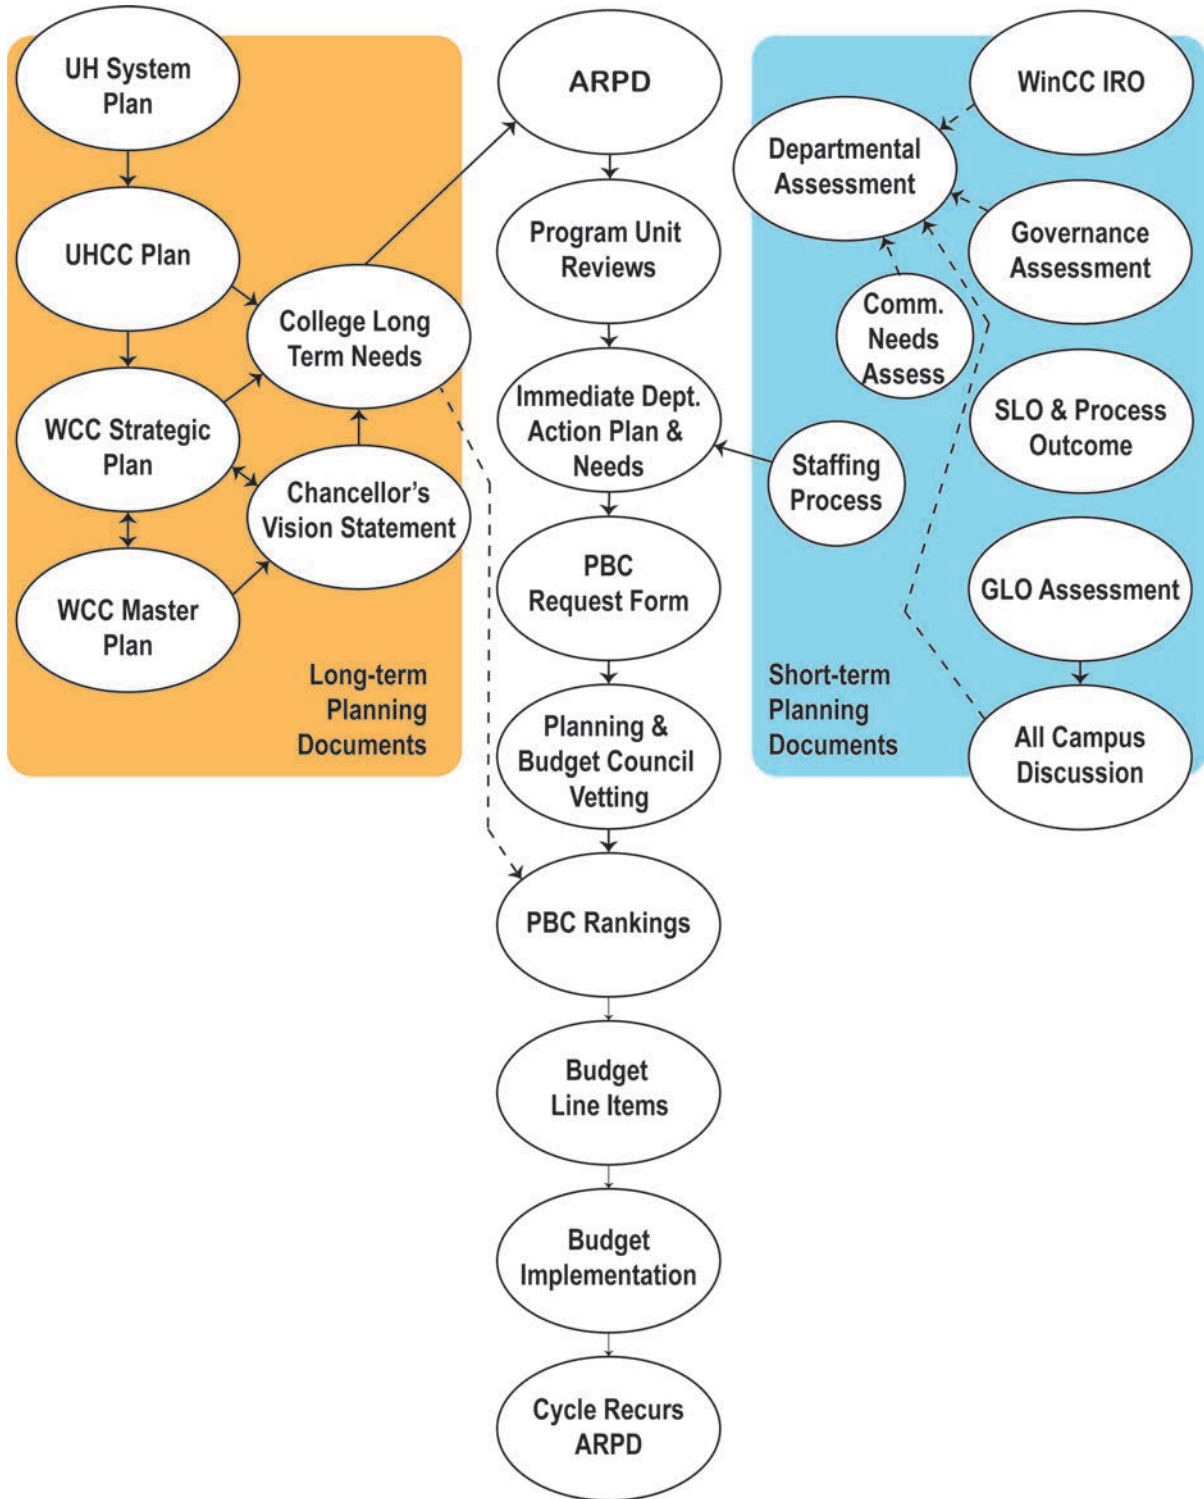 UH System
Plan
UHCC Plan
College Long
Term Needs
WCC Strategic
Plan
Chancellor's
Vision Statement
WCC Master
Plan
Long-term
Planning
Documents
ARPD
Program Unit
Reviews
Immediate Dept.
Action Plan &
Needs
PBC
Request Form
Planning &
Budget Council
Vetting
PBC Rankings
Budget
Line Items
Budget
Implementation
Cycle Recurs
ARPD
WinCC IRO
Departmental
Assessment
Governance
Assessment
Comm.
Needs
Assess
SLO & Process
Outcome
Staffing
Process
GLO Assessment
Short-term
Planning
Documents
All Campus
Discussion